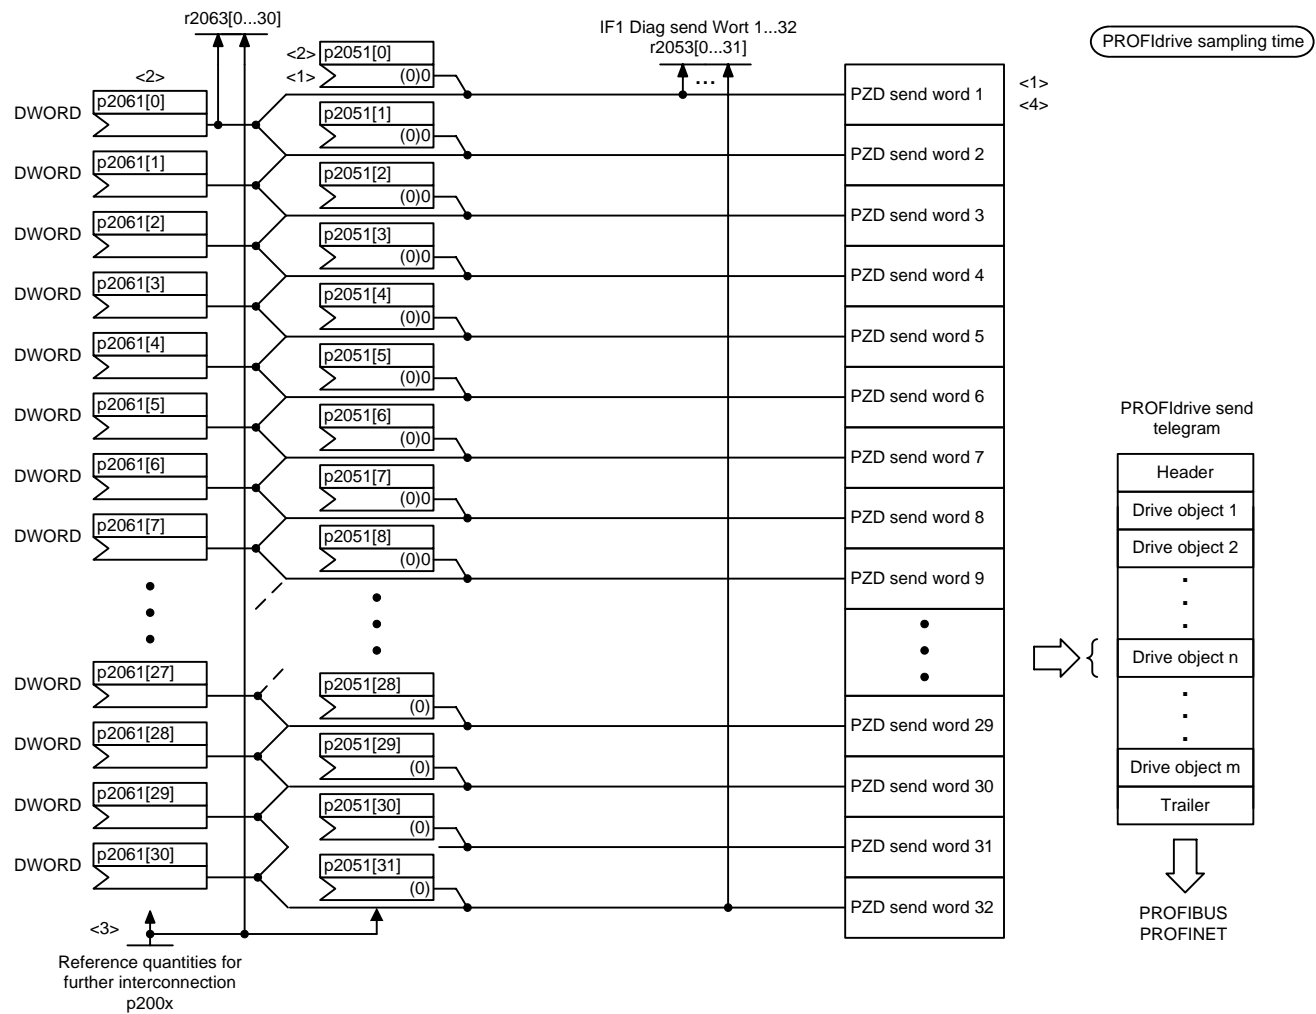 r2063[0...30]
IF1 Diag send Wort 1...32
r2053[0...31]
...
PROFIdrive sampling time
<2>
<2>
<1>
<1>
<4>
DWORD
p2061[0]
DWORD
p2061[1]
DWORD
p2061[2]
DWORD
p2061[3]
DWORD
p2061[4]
DWORD
p2061[5]
DWORD
p2061[6]
DWORD
p2061[7]
DWORD
p2061[27]
DWORD
p2061[28]
DWORD
p2061[29]
DWORD
p2061[30]
<3>
Reference quantities for
further interconnection
p200x
p2051[0]
(0)0
p2051[1]
(0)0
p2051[2]
(0)0
p2051[3]
(0)0
p2051[4]
(0)0
p2051[5]
(0)0
p2051[6]
(0)0
p2051[7]
(0)0
p2051[8]
(0)0
p2051[28]
(0)
p2051[29]
(0)
p2051[30]
(0)
p2051[31]
(0)
PZD send word 1
PZD send word 2
PZD send word 3
PZD send word 4
PZD send word 5
PZD send word 6
PZD send word 7
PZD send word 8
PZD send word 9
PZD send word 29
PZD send word 30
PZD send word 31
PZD send word 32
PROFIdrive send
telegram
Header
Drive object 1
Drive object 2
Drive object n
Drive object m
Trailer
PROFIBUS
PROFINET